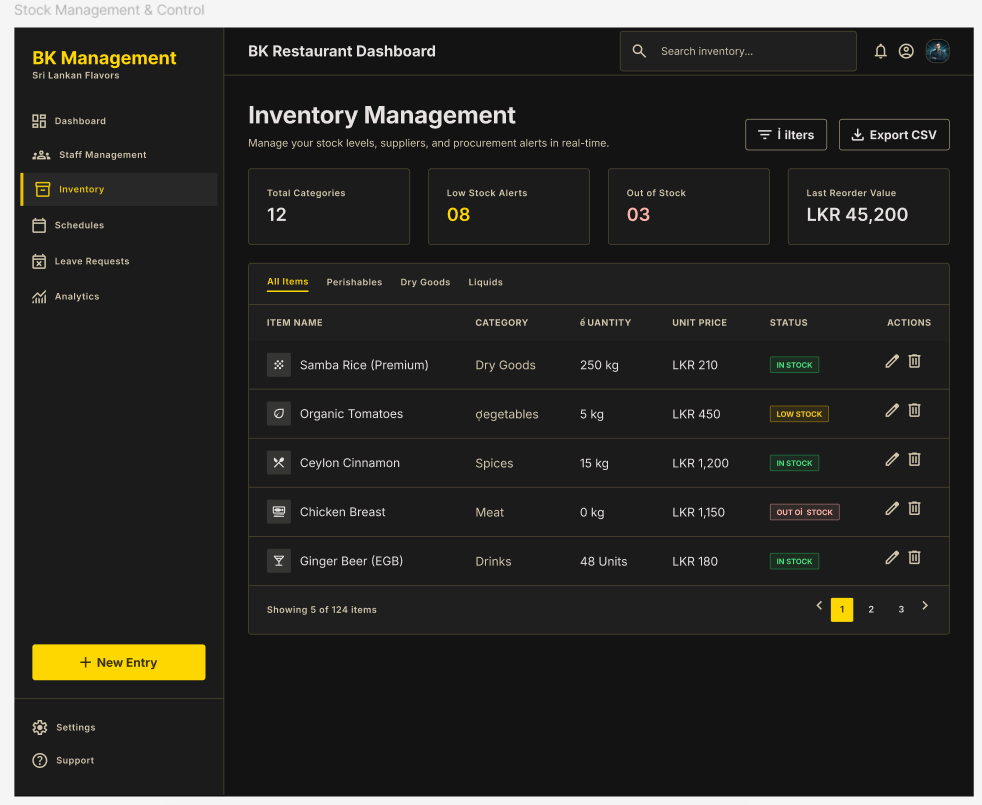 Stock Management & Control
BK Management
Sri Lankan Flavors
Dashboard
Staff Management
Inventory
Schedules
Leave Requests
Analytics
+ New Entry
Settings
Support
BK Restaurant Dashboard
Search inventory...
Inventory Management
Manage your stock levels, suppliers, and procurement alerts in real-time.
İilters
Export CSV
Total Categories
12
Low Stock Alerts
08
Out of Stock
03
Last Reorder Value
LKR 45,200
All Items Perishables Dry Goods Liquids
ITEM NAME CATEGORY ếUANTITY UNIT PRICE STATUS ACTIONS
Samba Rice (Premium) Dry Goods 250 kg LKR 210 IN STOCK
Organic Tomatoes ợegetables 5 kg LKR 450 LOW STOCK
Ceylon Cinnamon Spices 15 kg LKR 1,200 IN STOCK
Chicken Breast Meat 0 kg LKR 1,150 OUT Oİ STOCK
Ginger Beer (EGB) Drinks 48 Units LKR 180 IN STOCK
Showing 5 of 124 items 1 2 3